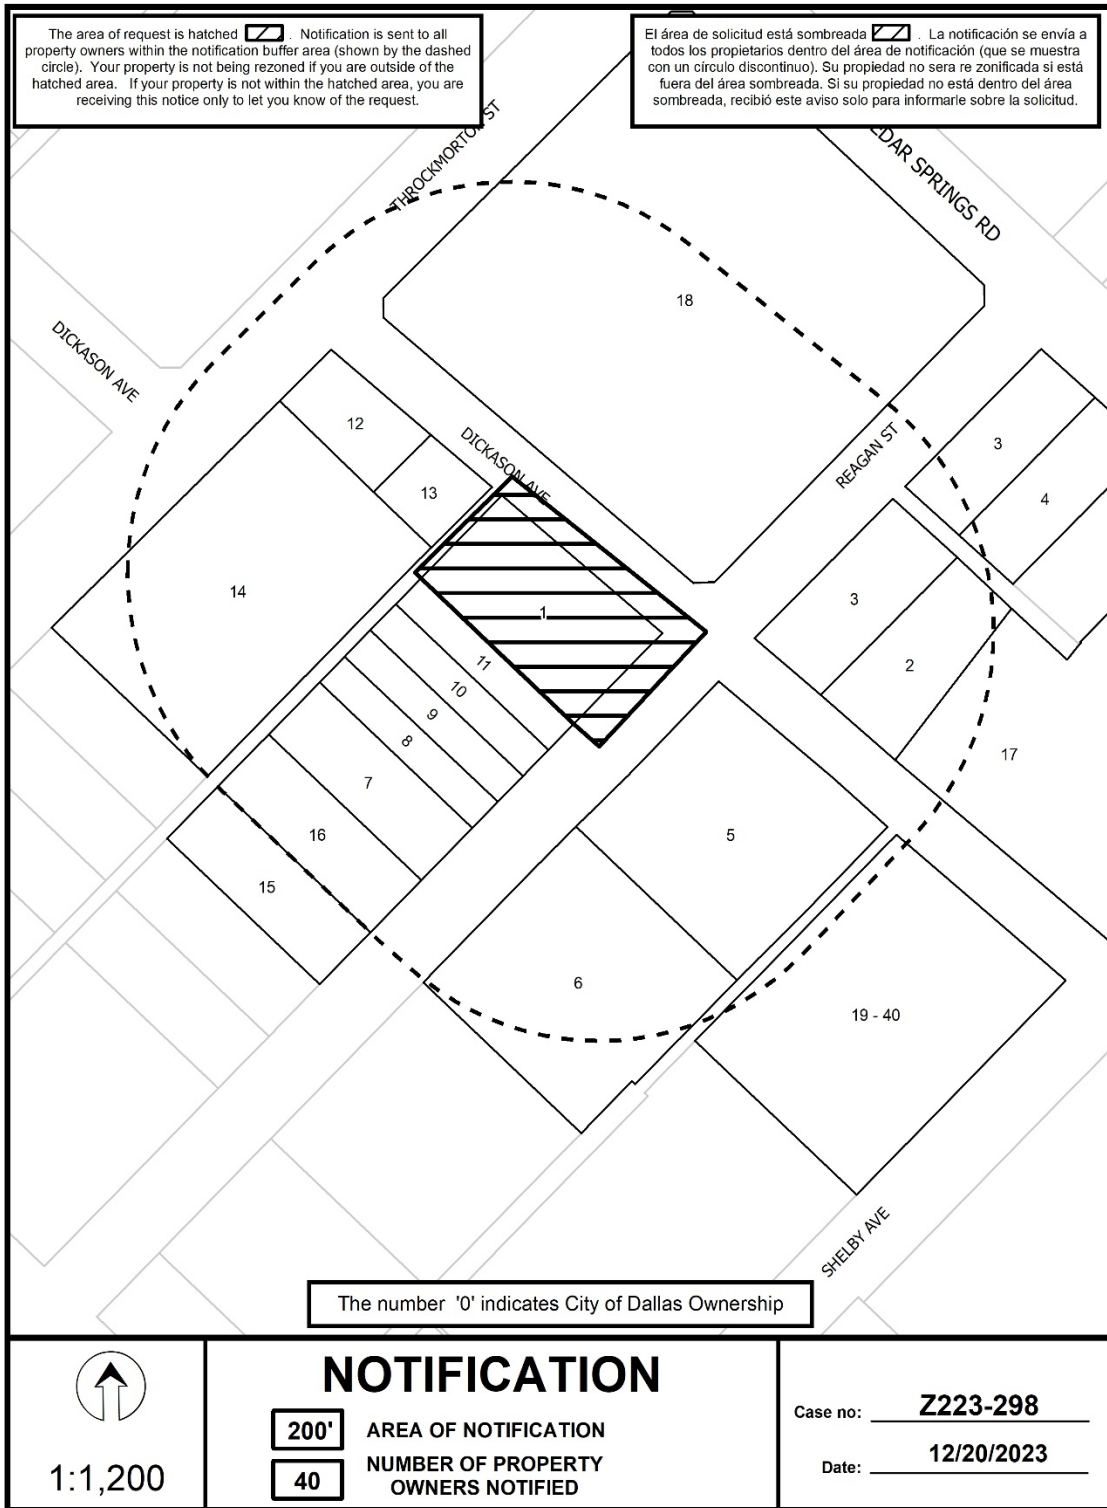 The area of request is hatched . Notification is sent to all
property owners within the notification buffer area (shown by the dashed
circle). Your property is not being rezoned if you are outside of the
hatched area. If your property is not within the hatched area, you are
receiving this notice only to let you know of the request.
El área de solicitud está sombreada . La notificación se envía a
todos los propietarios dentro del área de notificación (que se muestra
con un círculo discontinuo). Su propiedad no sera re zonificada si está
fuera del área sombreada. Si su propiedad no está dentro del área
sombreada, recibió este aviso solo para informarle sobre la solicitud.
THROCKMORTON ST
EDAR SPRINGS RD
18
DICKASON AVE
12
DICKASON AVE
REAGAN ST
3
13
4
14
3
1
11
2
10
9
8
17
7
16
5
15
6
19 - 40
SHELBY AVE
The number '0' indicates City of Dallas Ownership
1:1,200
NOTIFICATION
200' AREA OF NOTIFICATION
40 NUMBER OF PROPERTY
OWNERS NOTIFIED
Case no: Z223-298
Date: 12/20/2023